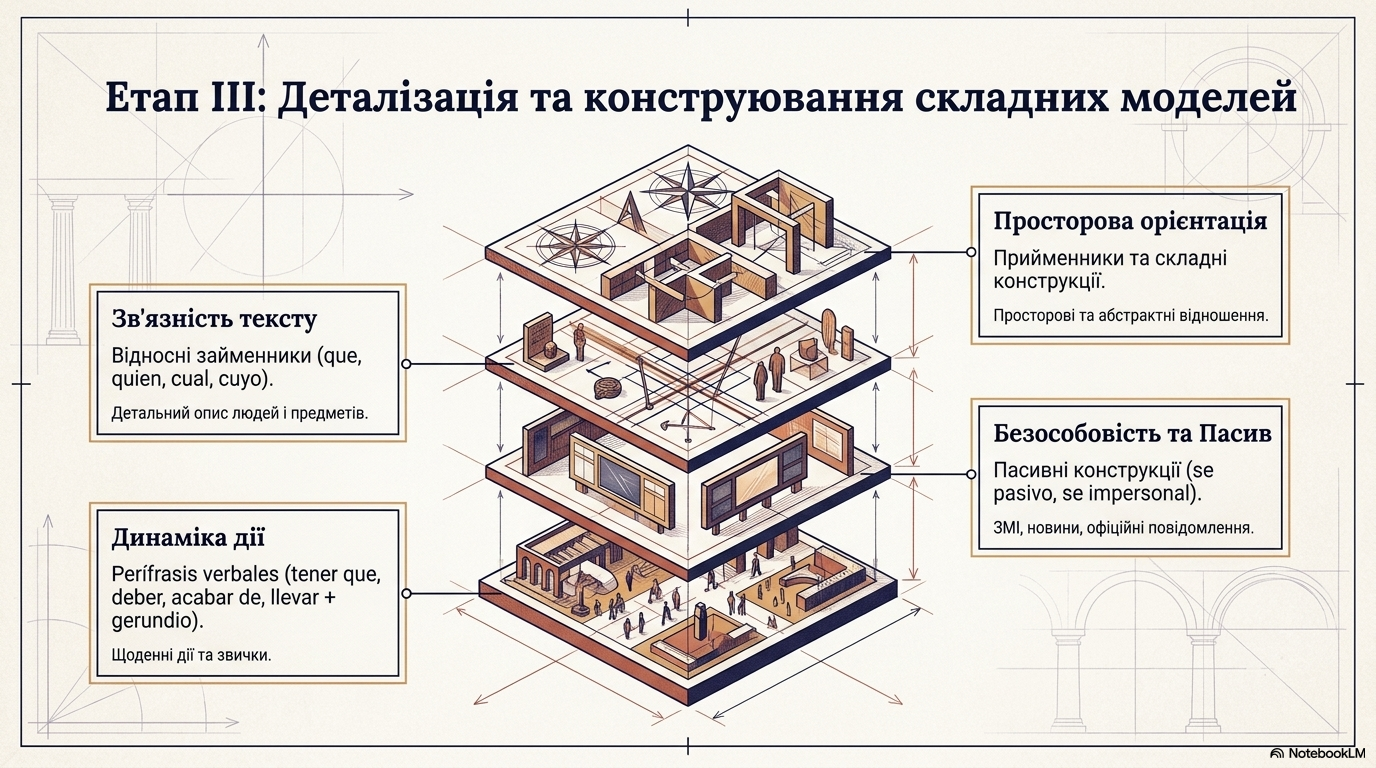 Етап III: Деталізація та конструювання складних моделей
Просторова орієнтація
Прийменники та складні
конструкції.
Просторові та абстрактні відношення.
Зв'язність тексту
Відносні займенники (que,
quien, cual, cuyo).
Детальний опис людей і предметів.
Безособовість та Пасив
Пасивні конструкції (se
pasivo, se impersonal).
ЗМІ, новини, офіційні повідомлення.
Динаміка дії
Perífrasis verbales (tener que,
deber, acabar de, llevar +
gerundio).
Щоденні дії та звички.
NotebookLM